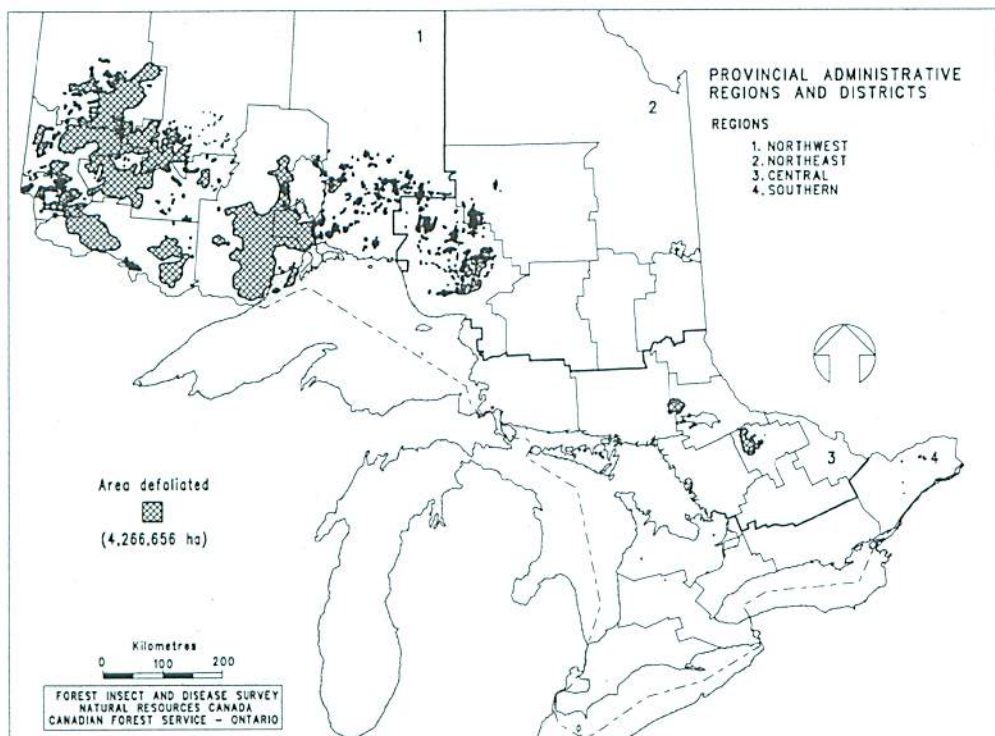 1
2
PROVINCIAL ADMINISTRATIVE
REGIONS AND DISTRICTS
REGIONS
1. NORTHWEST
2. NORTHEAST
3. CENTRAL
4. SOUTHERN
3
4
Area defoliated
(4,266,656 ha)
Kilometres
0 100 200
FOREST INSECT AND DISEASE SURVEY
NATURAL RESOURCES CANADA
CANADIAN FOREST SERVICE - ONTARIO